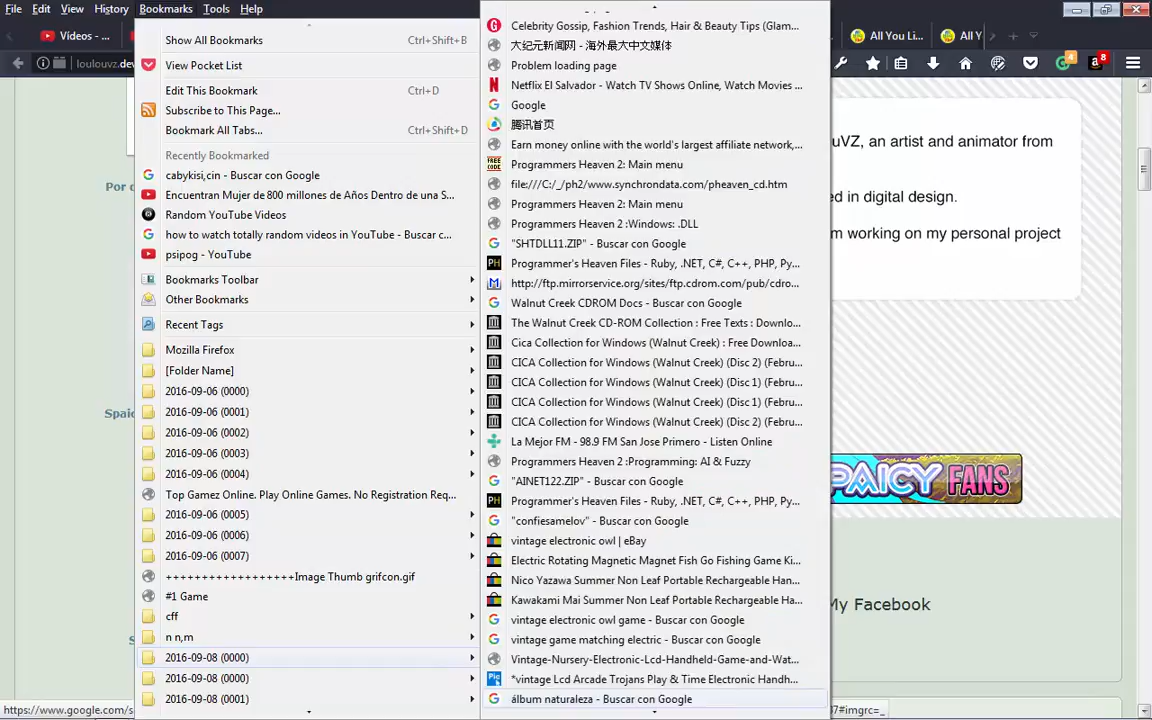 File Edit View History Bookmarks Tools Help
Vídeos - ...
All You Li...
All Y
loulouvz.dev
4
8
Show All Bookmarks Ctrl+Shift+B
View Pocket List
Edit This Bookmark Ctrl+D
Subscribe to This Page...
Bookmark All Tabs... Ctrl+Shift+D
Recently Bookmarked
cabykisi,cin - Buscar con Google
Encuentran Mujer de 800 millones de Años Dentro de una S...
Random YouTube Videos
how to watch totally random videos in YouTube - Buscar c...
psipog - YouTube
Bookmarks Toolbar
Other Bookmarks
Recent Tags
Mozilla Firefox
[Folder Name]
2016-09-06 (0000)
2016-09-06 (0001)
2016-09-06 (0002)
2016-09-06 (0003)
2016-09-06 (0004)
Top Gamez Online. Play Online Games. No Registration Req...
2016-09-06 (0005)
2016-09-06 (0006)
2016-09-06 (0007)
++++++++++++++++++Image Thumb grifcon.gif
#1 Game
cff
n n,m
2016-09-08 (0000)
2016-09-08 (0000)
2016-09-08 (0001)
Celebrity Gossip, Fashion Trends, Hair & Beauty Tips (Glam...
大纪元新闻网 - 海外最大中文媒体
Problem loading page
Netflix El Salvador - Watch TV Shows Online, Watch Movies ...
Google
腾讯首页
Earn money online with the world's largest affiliate network,...
Programmers Heaven 2: Main menu
file:///C:/_/ph2/www.synchrondata.com/pheaven_cd.htm
Programmers Heaven 2: Main menu
Programmers Heaven 2 :Windows: .DLL
"SHTDLL11.ZIP" - Buscar con Google
Programmer's Heaven Files - Ruby, .NET, C#, C++, PHP, Py...
http://ftp.mirrorservice.org/sites/ftp.cdrom.com/pub/cdro...
Walnut Creek CDROM Docs - Buscar con Google
The Walnut Creek CD-ROM Collection : Free Texts : Downlo...
Cica Collection for Windows (Walnut Creek) : Free Downloa...
CICA Collection for Windows (Walnut Creek) (Disc 2) (Febru...
CICA Collection for Windows (Walnut Creek) (Disc 1) (Febru...
CICA Collection for Windows (Walnut Creek) (Disc 1) (Febru...
CICA Collection for Windows (Walnut Creek) (Disc 2) (Febru...
La Mejor FM - 98.9 FM San Jose Primero - Listen Online
Programmers Heaven 2 :Programming: AI & Fuzzy
"AINET122.ZIP" - Buscar con Google
Programmer's Heaven Files - Ruby, .NET, C#, C++, PHP, Py...
"confiesamelov" - Buscar con Google
vintage electronic owl | eBay
Electric Rotating Magnetic Magnet Fish Go Fishing Game Ki...
Nico Yazawa Summer Non Leaf Portable Rechargeable Han...
Kawakami Mai Summer Non Leaf Portable Rechargeable Ha...
vintage electronic owl game - Buscar con Google
vintage game matching electric - Buscar con Google
Vintage-Nursery-Electronic-Lcd-Handheld-Game-and-Wat...
*vintage Lcd Arcade Trojans Play & Time Electronic Handh...
álbum naturaleza - Buscar con Google
uVZ, an artist and animator from
ed in digital design.
m working on my personal project
Por d
Spaic
PAICY FANS
My Facebook
S
https://www.google.com/s
7#imgrc=_